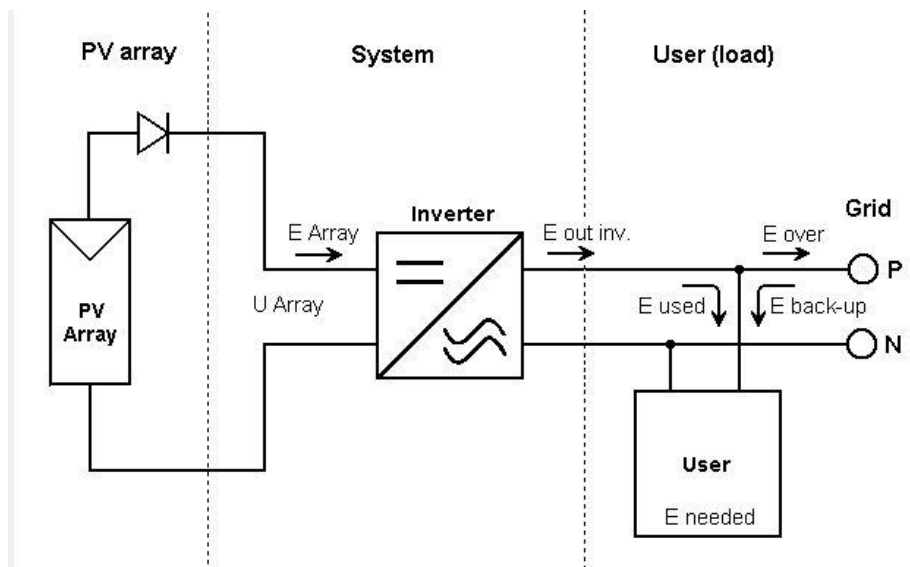 PV array
System
User (load)
Inverter
Grid
E Array
E out inv.
E over
P
U Array
E used
E back-up
PV
Array
N
User
E needed